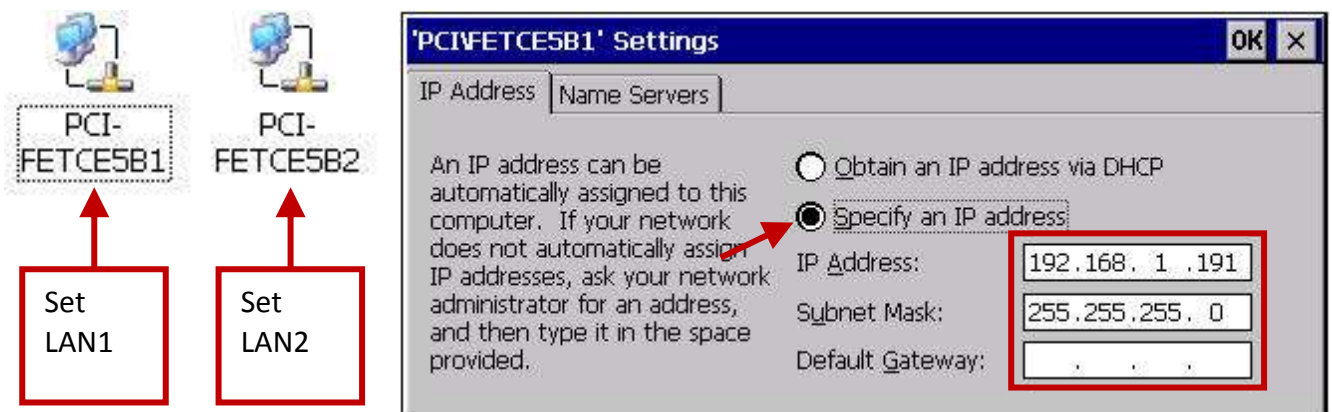 PCI-
FETCE5B1
PCI-
FETCE5B2
Set
LAN1
Set
LAN2
'PCI\FETCE5B1' Settings
OK ×
IP Address
Name Servers
An IP address can be
automatically assigned to this
computer. If your network
does not automatically assign
IP addresses, ask your network
administrator for an address,
and then type it in the space
provided.
Obtain an IP address via DHCP
Specify an IP address
IP Address: 192.168. 1 .191
Subnet Mask: 255.255.255. 0
Default Gateway: . . .